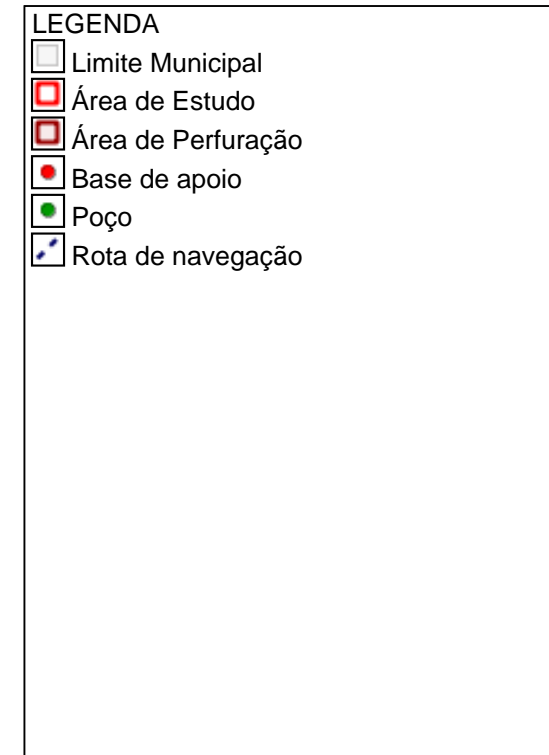 LEGENDA
Limite Municipal
Área de Estudo
Área de Perfuração
Base de apoio
Poço
Rota de navegação